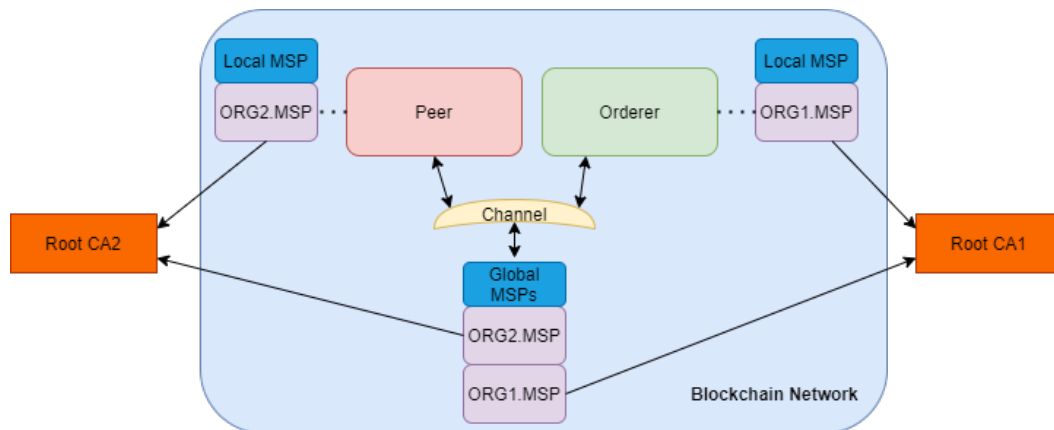 Local MSP
ORG2.MSP
Peer
Orderer
Local MSP
ORG1.MSP
Channel
Root CA2
Root CA1
Global
MSPs
ORG2.MSP
ORG1.MSP
Blockchain Network